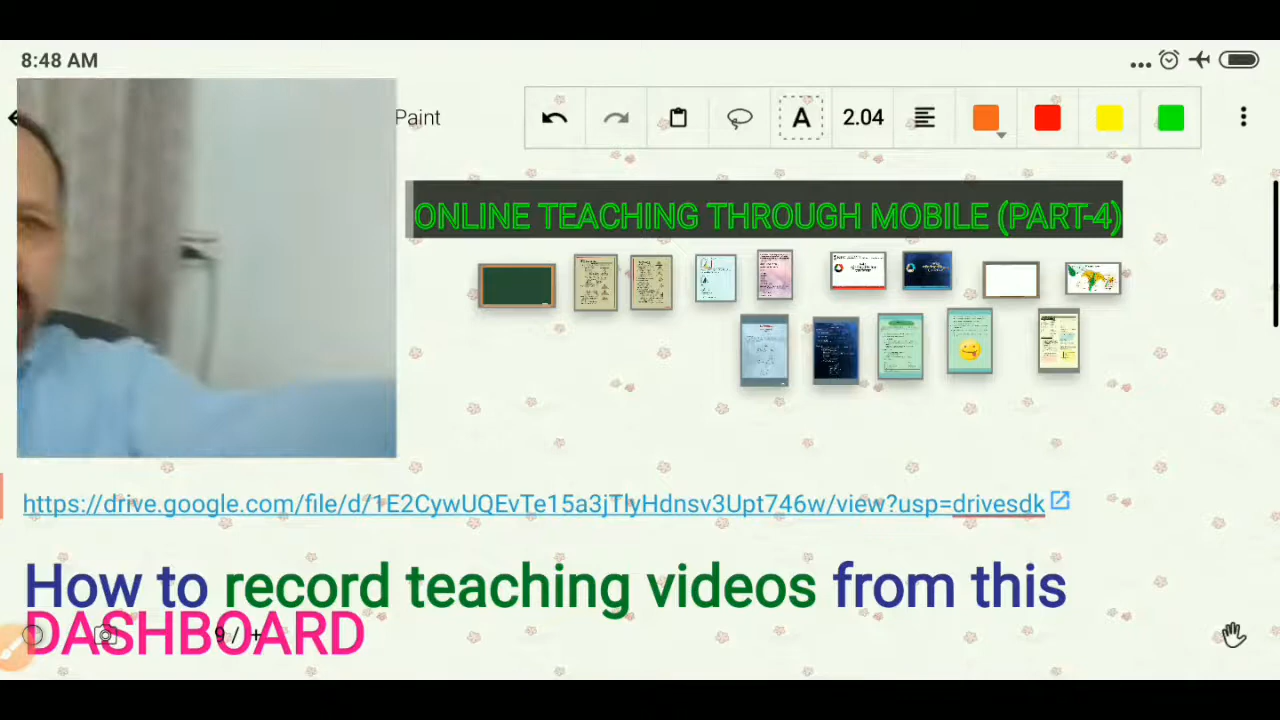 8:48 AM
Paint
A
2.04
ONLINE TEACHING THROUGH MOBILE (PART-4)
https://drive.google.com/file/d/1E2CywUQEvTe15a3jTlyHdnsv3Upt746w/view?usp=drivesdk
How to record teaching videos from this
DASHBOARD
9 / +